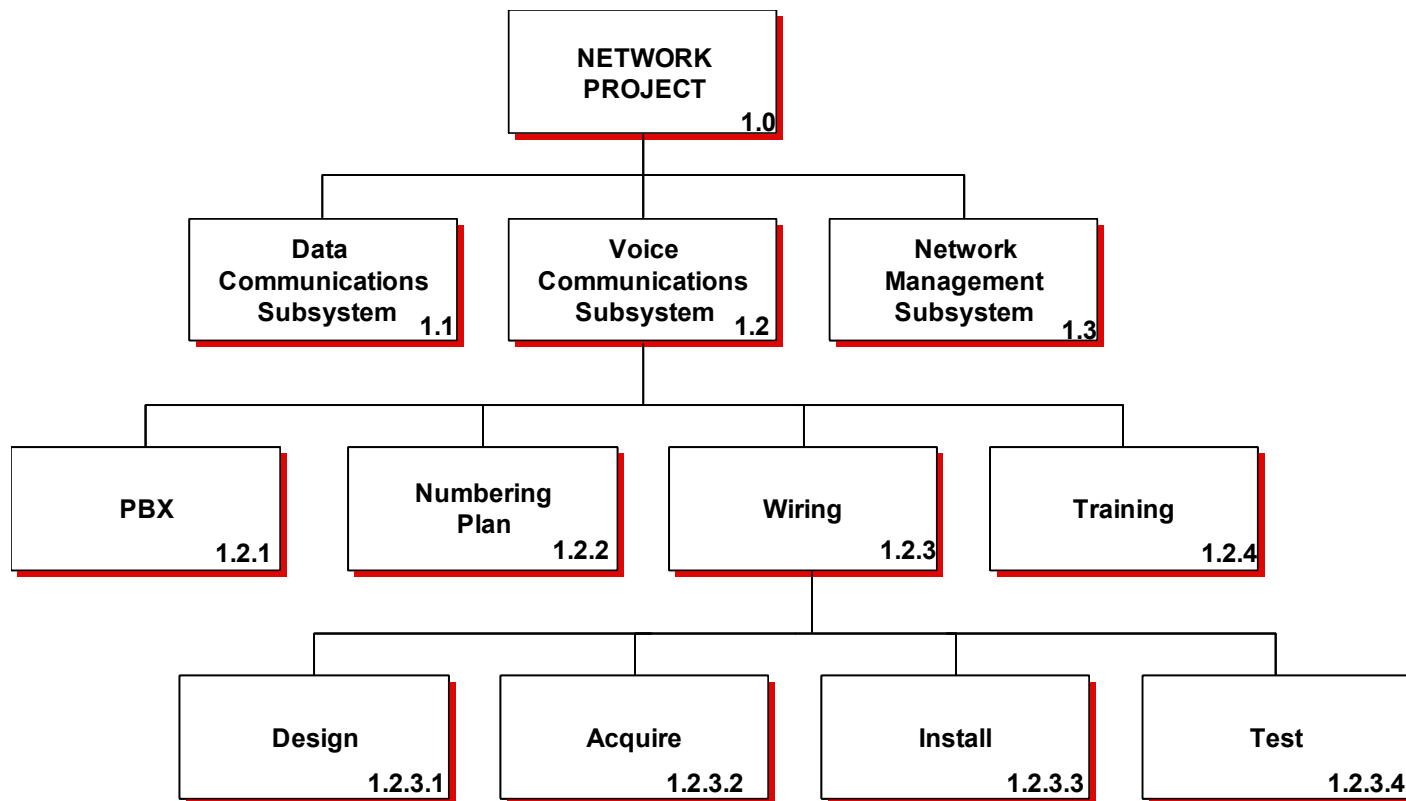 NETWORK
PROJECT
1.0
Data
Communications
Subsystem
1.1
Voice
Communications
Subsystem
1.2
Network
Management
Subsystem
1.3
PBX
1.2.1
Numbering
Plan
1.2.2
Wiring
1.2.3
Training
1.2.4
Design
1.2.3.1
Acquire
1.2.3.2
Install
1.2.3.3
Test
1.2.3.4